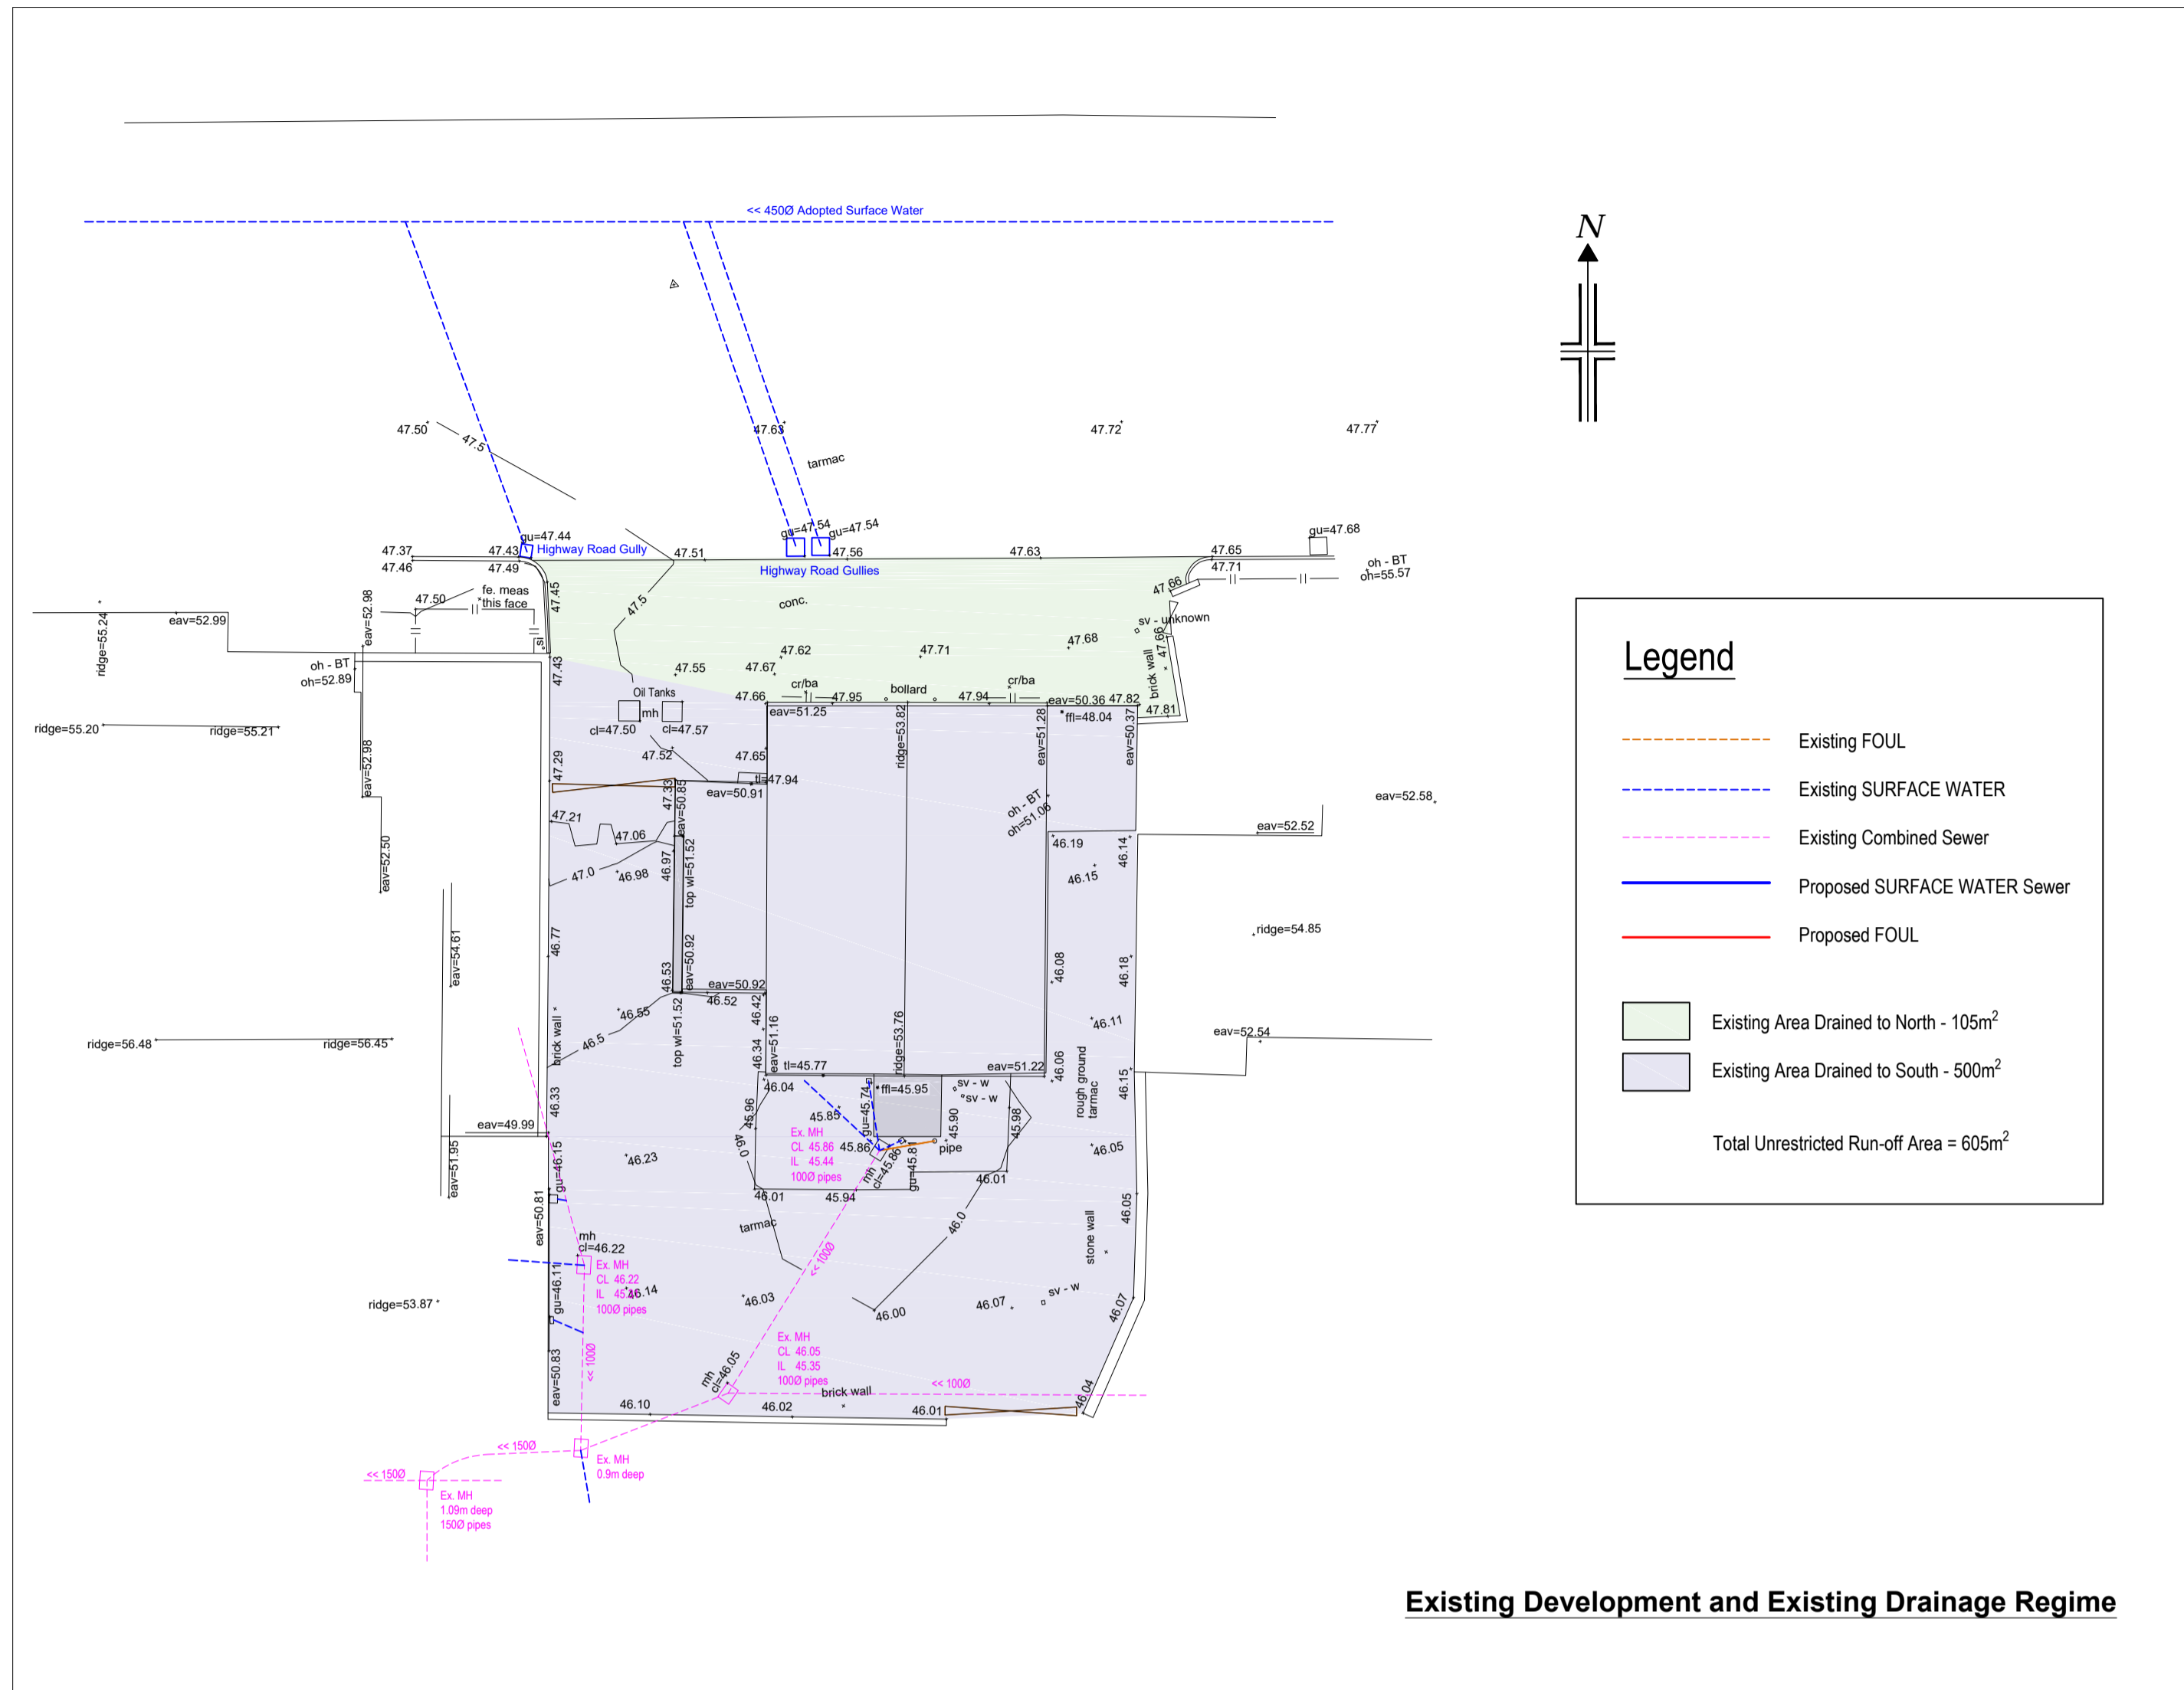 << 450Ø Adopted Surface Water
N
47.50
47.5
47.63
47.72
47.77
tarmac
gu=47.44
gu=47.54
gu=47.54
gu=47.68
47.37
47.43
Highway Road Gully
47.51
47.56
47.63
47.65
47.46
47.49
Highway Road Gullies
47.71
oh - BT
oh=55.57
47.66
fe. meas
this face
47.50
47.45
47.5
conc.
sv - unknown
47.66
brick wall
ridge=55.24
eav=52.99
eav=52.98
sl
47.43
oh - BT
oh=52.89
47.55
47.67
47.62
47.71
47.68
Oil Tanks
mh
cl=47.50
cl=47.57
cr/ba
bollard
cr/ba
47.66
47.95
47.94
eav=50.36
47.82
47.81
eav=51.25
ridge=53.82
eav=51.28
ffl=48.04
eav=50.37
ridge=55.20
ridge=55.21
eav=52.98
47.52
47.65
47.29
tl=47.94
eav=50.91
47.33
eav=50.85
oh - BT
oh=51.06
eav=52.58
47.21
47.06
eav=52.52
46.19
46.14
46.15
eav=52.50
47.0
46.98
46.97
top wl=51.52
eav=54.61
46.77
46.53
eav=50.92
eav=50.92
46.52
46.42
46.08
46.18
ridge=54.85
46.55
46.5
brick wall
top wl=51.52
46.34
eav=51.16
ridge=53.76
46.11
eav=52.54
ridge=56.48
ridge=56.45
tl=45.77
eav=51.22
46.06
46.15
46.33
46.04
ffl=45.95
sv - w
sv - w
rough ground
tarmac
eav=49.99
45.96
45.85
gu=45.74
45.90
45.98
46.0
Ex. MH
CL 45.86
IL 45.44
100Ø pipes
45.86
mh
cl=45.86
gu=45.81
pipe
46.05
gu=46.15
46.23
46.01
eav=51.95
eav=50.81
46.01
45.94
46.0
46.05
tarmac
stone wall
mh
cl=46.22
Ex. MH
CL 46.22
100Ø pipes
46.14
<< 100Ø
gu=46.11
46.03
46.00
46.07
sv - w
46.07
ridge=53.87
Ex. MH
CL 46.05
IL 45.35
100Ø pipes
<< 100Ø
mh
cl=46.05
eav=50.83
brick wall
<< 100Ø
46.10
46.02
46.01
46.04
<< 150Ø
<< 150Ø
Ex. MH
0.9m deep
Ex. MH
1.09m deep
150Ø pipes
Legend
Existing FOUL
Existing SURFACE WATER
Existing Combined Sewer
Proposed SURFACE WATER Sewer
Proposed FOUL
Existing Area Drained to North - 105m²
Existing Area Drained to South - 500m²
Total Unrestricted Run-off Area = 605m²
Existing Development and Existing Drainage Regime